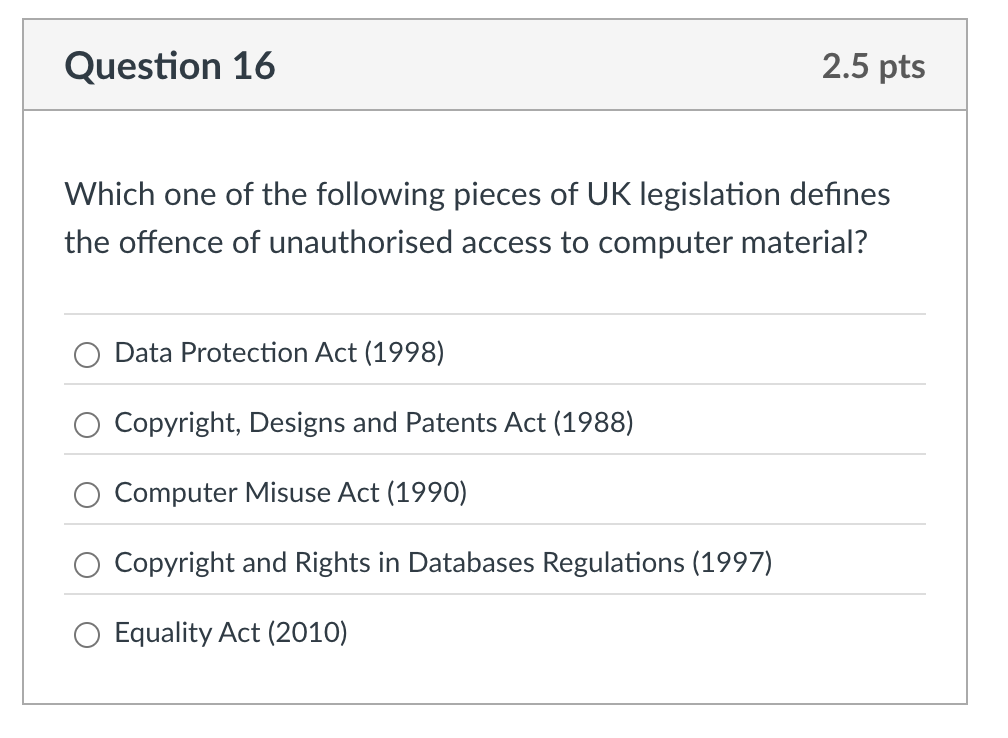 Question 16
2.5 pts
Which one of the following pieces of UK legislation defines
the offence of unauthorised access to computer material?
Data Protection Act (1998)
Copyright, Designs and Patents Act (1988)
Computer Misuse Act (1990)
Copyright and Rights in Databases Regulations (1997)
Equality Act (2010)